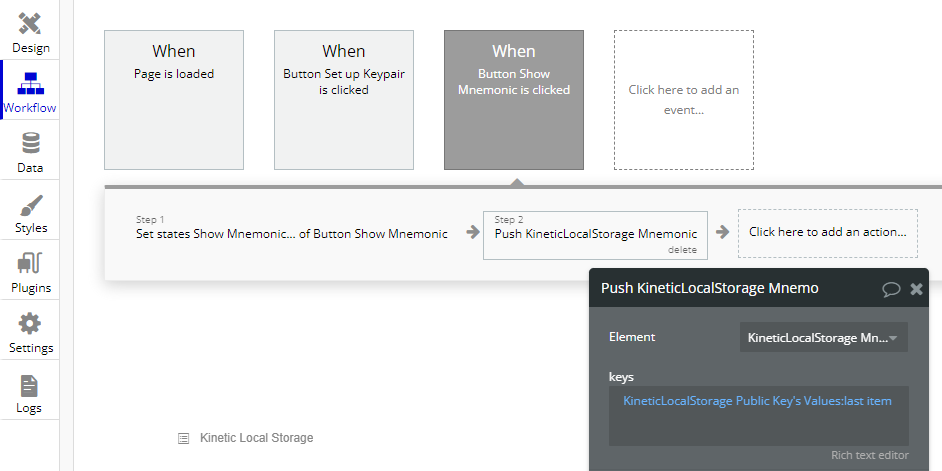 Design
Workflow
Data
Styles
Plugins
Settings
Logs
When
Page is loaded
When
Button Set up Keypair
is clicked
When
Button Show
Mnemonic is clicked
Click here to add an
event...
Step 1
Set states Show Mnemonic... of Button Show Mnemonic
Step 2
Push KineticLocalStorage Mnemonic
delete
Click here to add an action...
Push KineticLocalStorage Mnemo
Element
KineticLocalStorage Mn...
keys
KineticLocalStorage Public Key's Values:last item
Rich text editor
Kinetic Local Storage